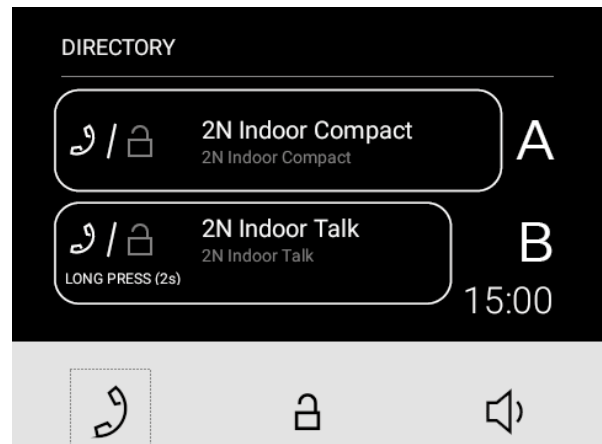 DIRECTORY
2N Indoor Compact
2N Indoor Compact
A
2N Indoor Talk
2N Indoor Talk
LONG PRESS (2s)
B
15:00